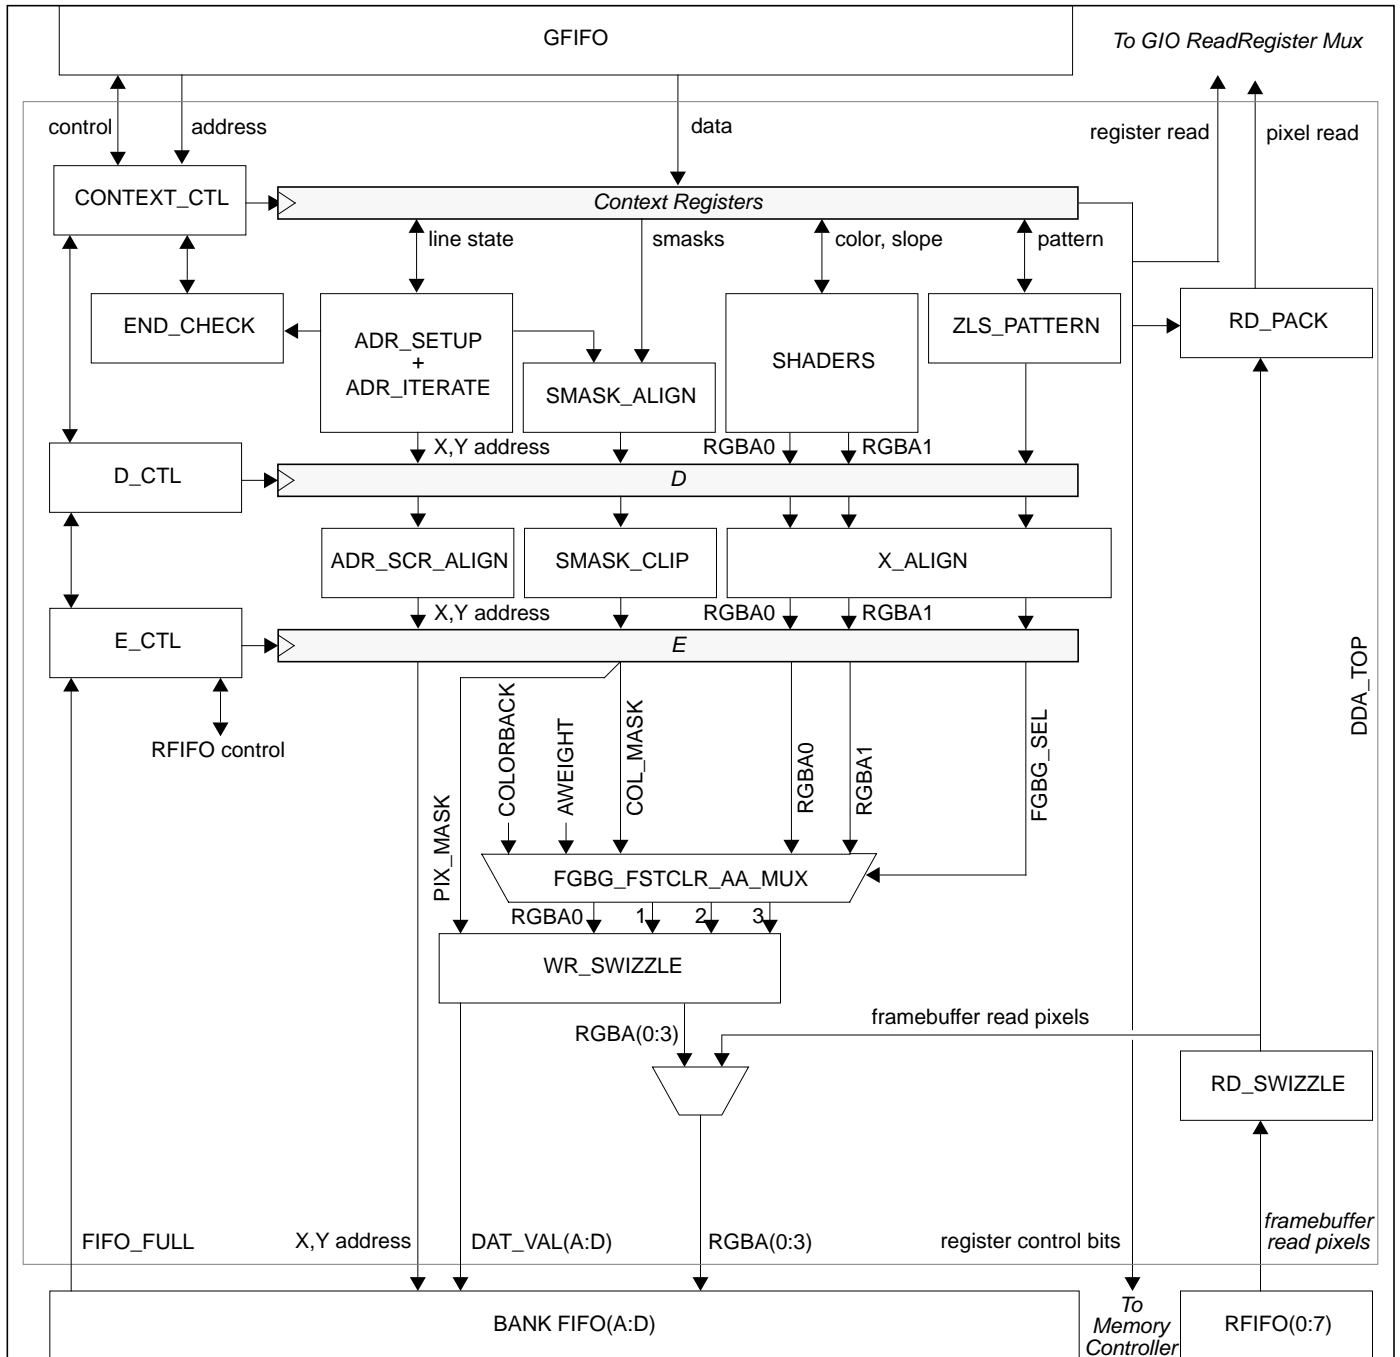 GFIFO
To GIO ReadRegister Mux
control
address
data
register read
pixel read
CONTEXT_CTL
Context Registers
line state
smasks
color, slope
pattern
END_CHECK
ADR_SETUP
+
ADR_ITERATE
SMASK_ALIGN
SHADERS
ZLS_PATTERN
RD_PACK
X,Y address
RGBA0
RGBA1
D_CTL
D
ADR_SCR_ALIGN
SMASK_CLIP
X_ALIGN
X,Y address
RGBA0
RGBA1
E_CTL
E
DDA_TOP
RFIFO control
PIX_MASK
COLORBACK
AWEIGHT
COL_MASK
RGBA0
RGBA1
FGBG_SEL
FGBG_FSTCLR_AA_MUX
RGBA0
1
2
3
WR_SWIZZLE
RGBA(0:3)
framebuffer read pixels
RD_SWIZZLE
FIFO_FULL
X,Y address
DAT_VAL(A:D)
RGBA(0:3)
register control bits
framebuffer
read pixels
BANK FIFO(A:D)
To
Memory
Controller
RFIFO(0:7)